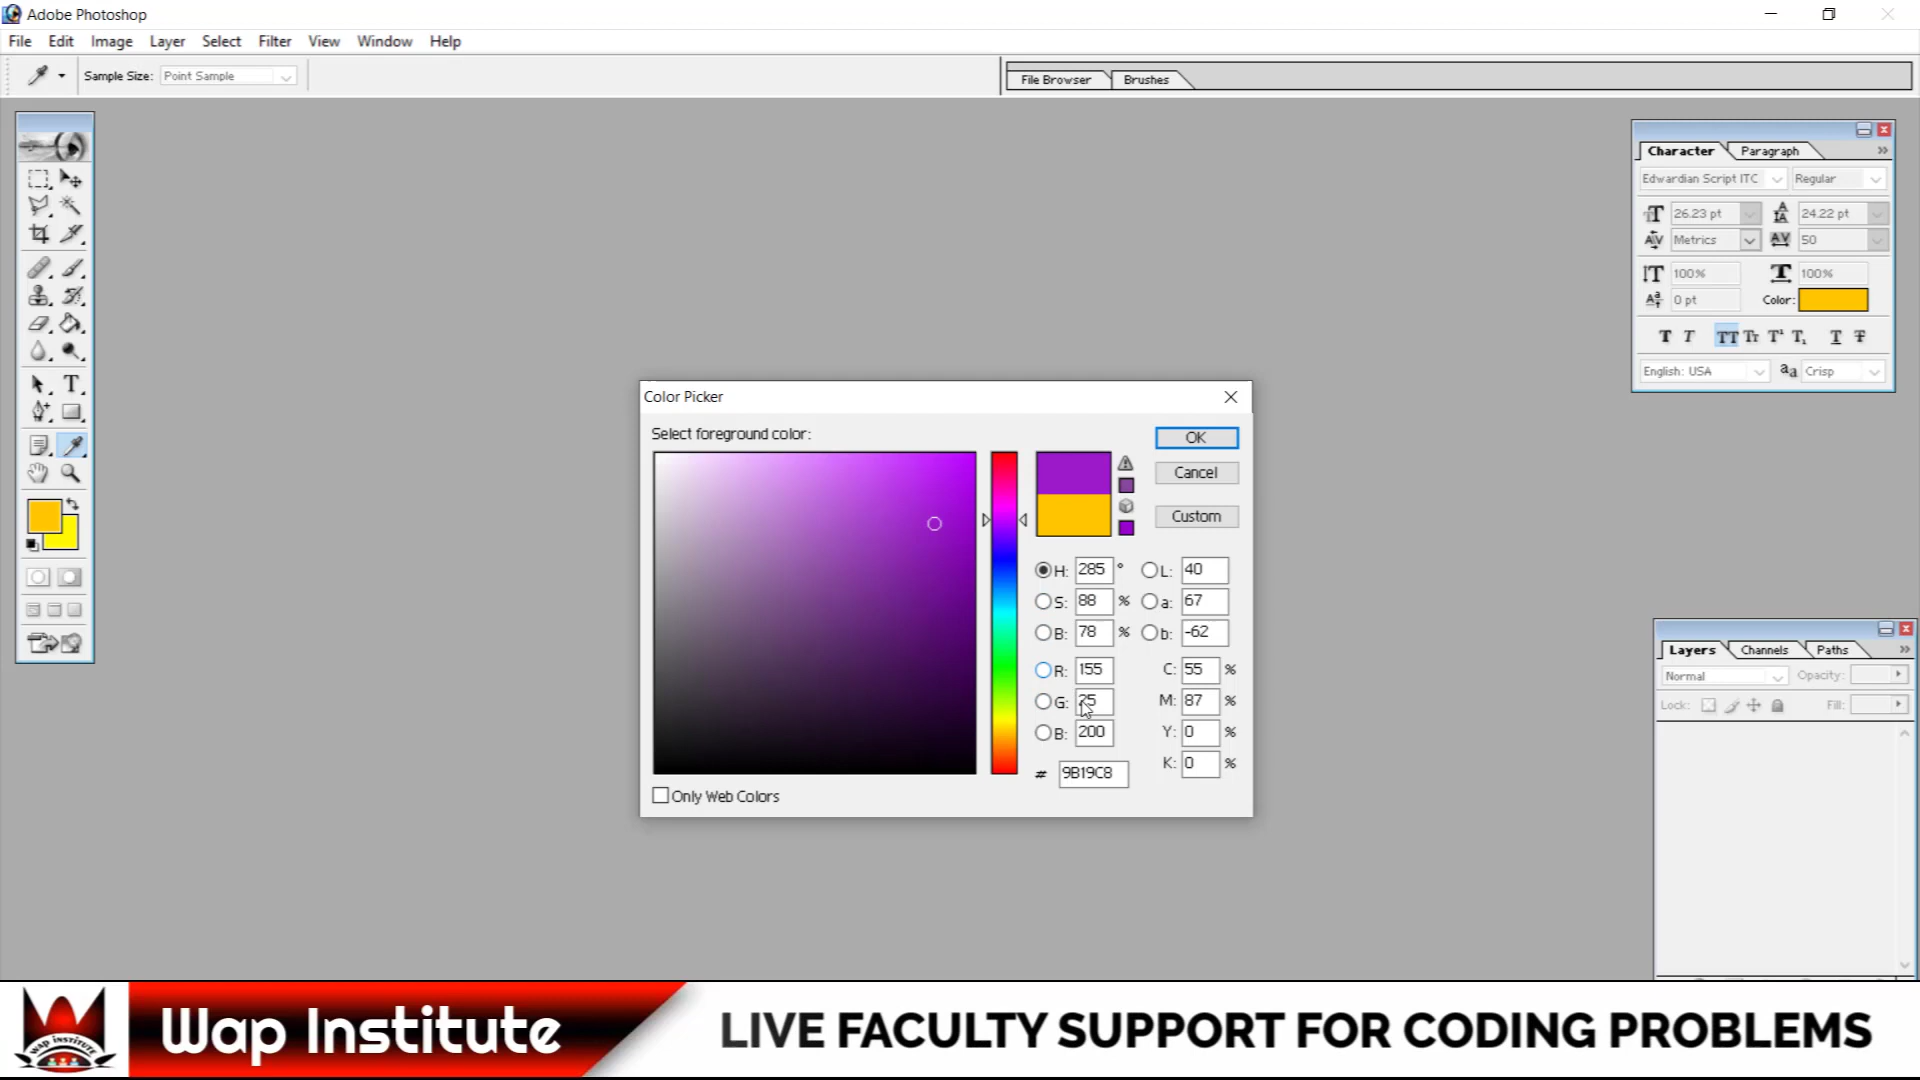 Adobe Photoshop
File Edit Image Layer Select Filter View Window Help
Sample Size: Point Sample
File Browser Brushes
Character Paragraph
Edwardian Script ITC Regular
26.23 pt 24.22 pt
Metrics 50
100% 100%
0 pt Color:
English: USA aa Crisp
Color Picker
Select foreground color:
OK
Cancel
Custom
H: 285 ° L: 40
S: 88 % a: 67
B: 78 % b: -62
R: 155 C: 55 %
G: 25 M: 87 %
B: 200 Y: 0 %
# 9B19C8 K: 0 %
Only Web Colors
Layers Channels Paths
Normal Opacity:
Lock: Fill:
WAP INSTITUTE
Wap Institute
LIVE FACULTY SUPPORT FOR CODING PROBLEMS